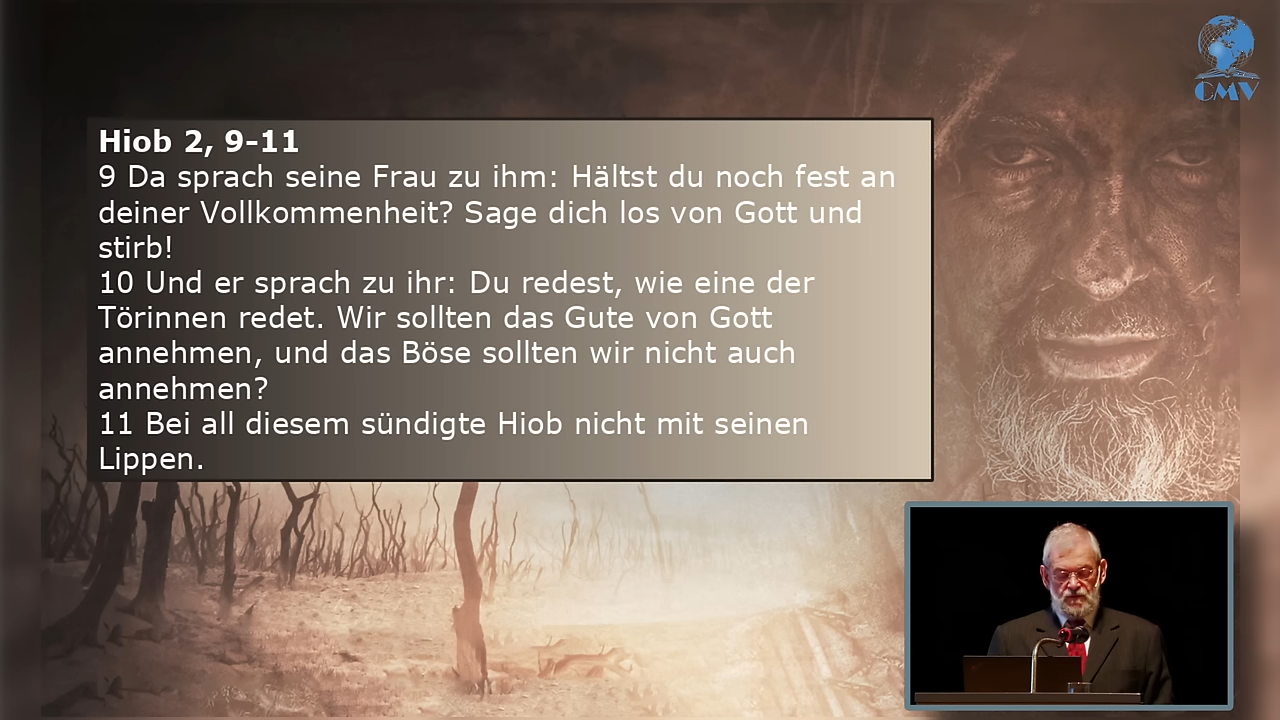 CMV
Hiob 2, 9-11
9 Da sprach seine Frau zu ihm: Hältst du noch fest an
deiner Vollkommenheit? Sage dich los von Gott und
stirb!
10 Und er sprach zu ihr: Du redest, wie eine der
Törinnen redet. Wir sollten das Gute von Gott
annehmen, und das Böse sollten wir nicht auch
annehmen?
11 Bei all diesem sündigte Hiob nicht mit seinen
Lippen.